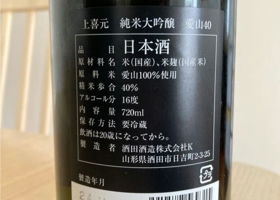 上喜元 純米大吟醸 愛山40
日本酒
原材料名 米(国産)、米麹(国産米)
原料米 愛山100%使用
精米歩合 40%
アルコール分 16度
内容量 720ml
保存方法 要冷蔵
飲酒は20歳になってから。
製造者 酒田酒造株式会社K
山形県酒田市日吉町2-3-25
製造年月